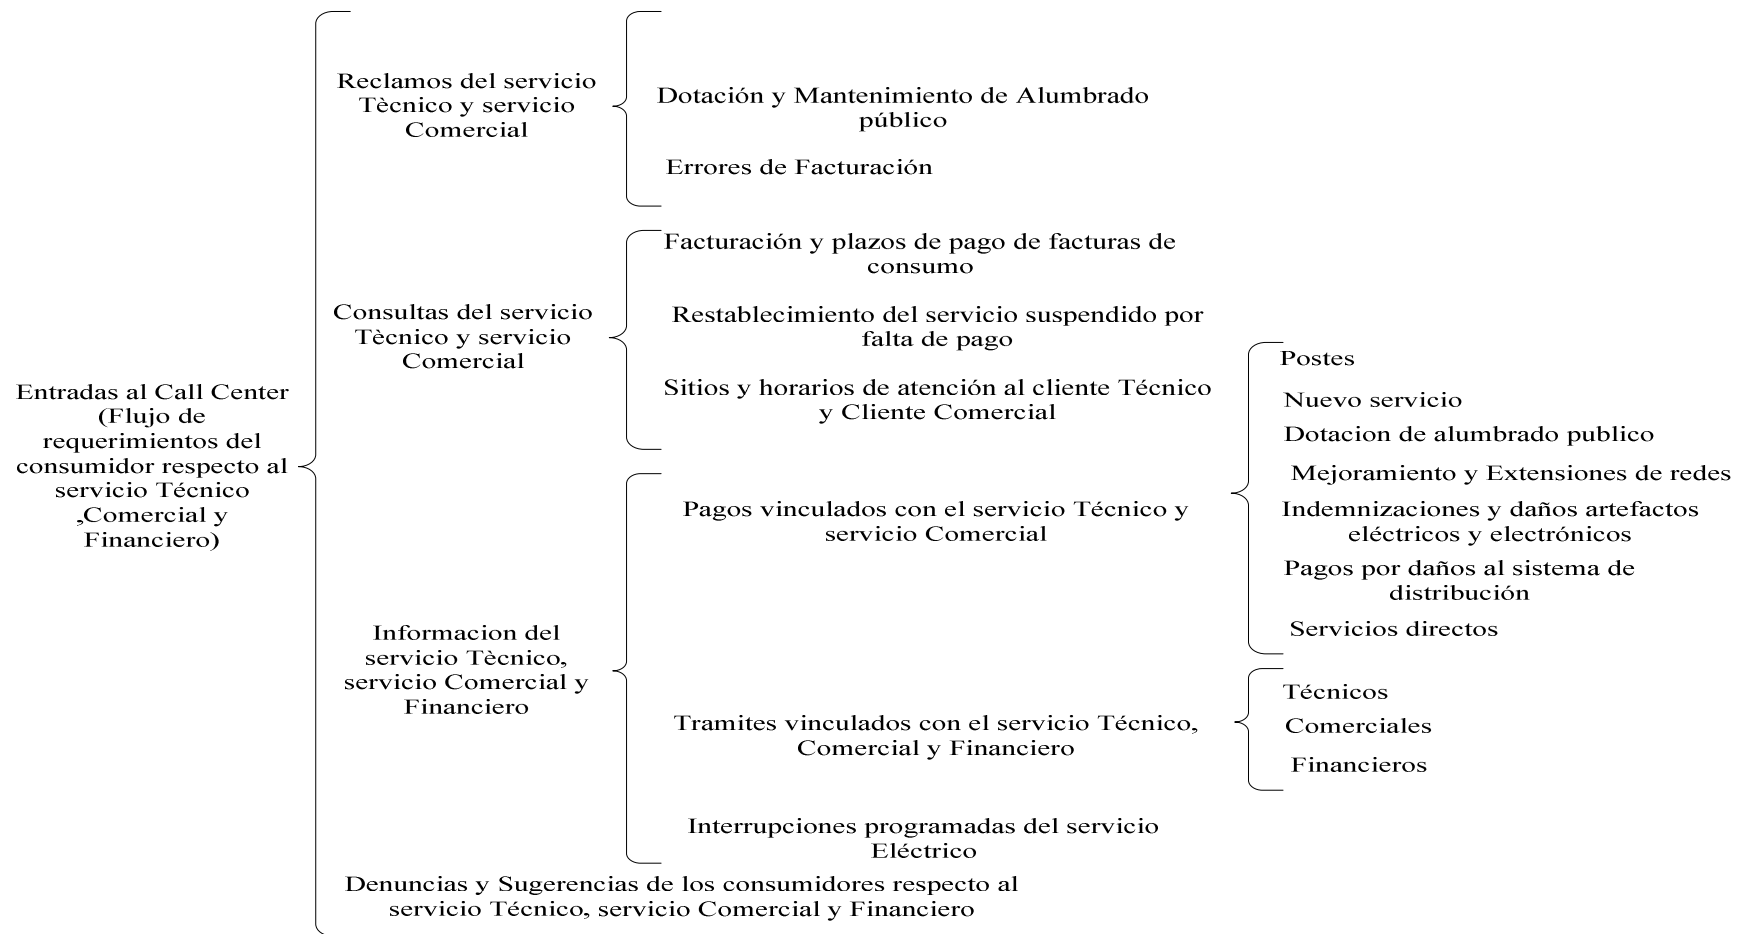 Entradas al Call Center
(Flujo de
requerimientos del
consumidor respecto al
servicio Técnico
,Comercial y
Financiero)
Reclamos del servicio
Tècnico y servicio
Comercial
Dotación y Mantenimiento de Alumbrado
público
Errores de Facturación
Consultas del servicio
Tècnico y servicio
Comercial
Facturación y plazos de pago de facturas de
consumo
Restablecimiento del servicio suspendido por
falta de pago
Sitios y horarios de atención al cliente Técnico
y Cliente Comercial
Informacion del
servicio Tècnico,
servicio Comercial y
Financiero
Pagos vinculados con el servicio Técnico y
servicio Comercial
Postes
Nuevo servicio
Dotacion de alumbrado publico
Mejoramiento y Extensiones de redes
Indemnizaciones y daños artefactos
eléctricos y electrónicos
Pagos por daños al sistema de
distribución
Servicios directos
Tramites vinculados con el servicio Técnico,
Comercial y Financiero
Técnicos
Comerciales
Financieros
Interrupciones programadas del servicio
Eléctrico
Denuncias y Sugerencias de los consumidores respecto al
servicio Técnico, servicio Comercial y Financiero